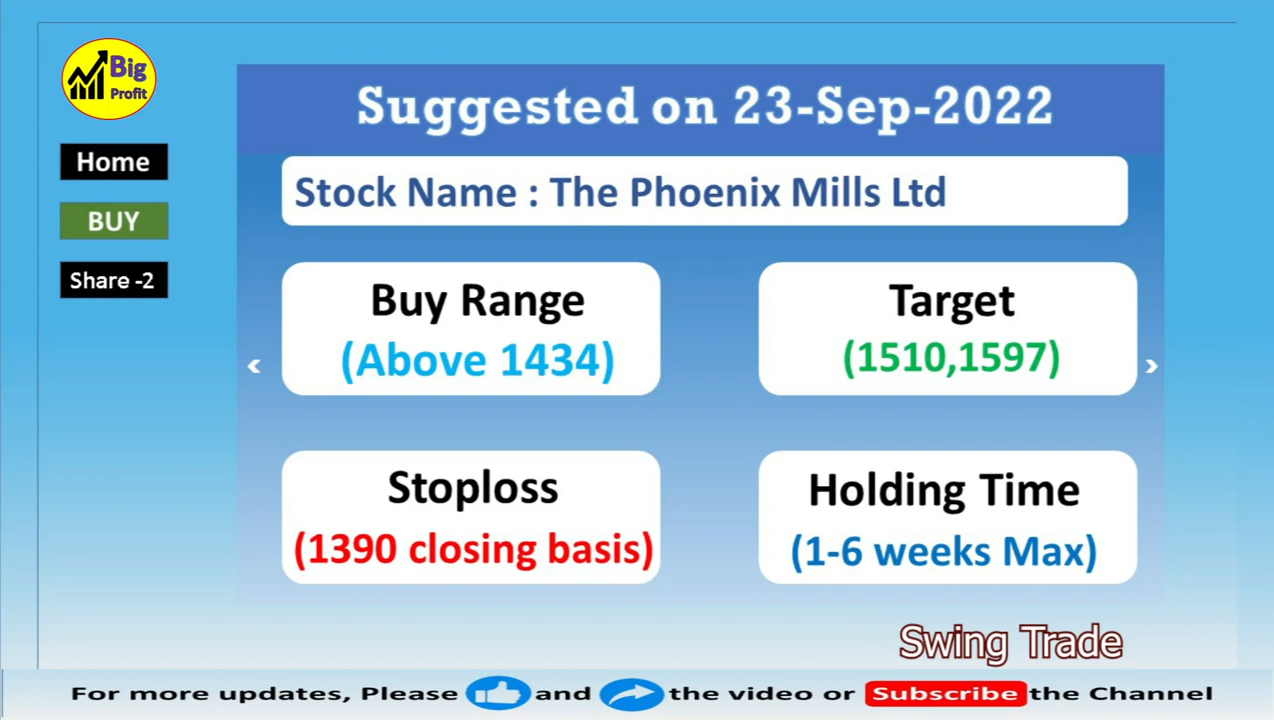 Big
Profit
Suggested on 23-Sep-2022
Home
Stock Name : The Phoenix Mills Ltd
BUY
Share -2
Buy Range
(Above 1434)
Target
(1510,1597)
Stoploss
(1390 closing basis)
Holding Time
(1-6 weeks Max)
Swing Trade
For more updates, Please and the video or Subscribe the Channel